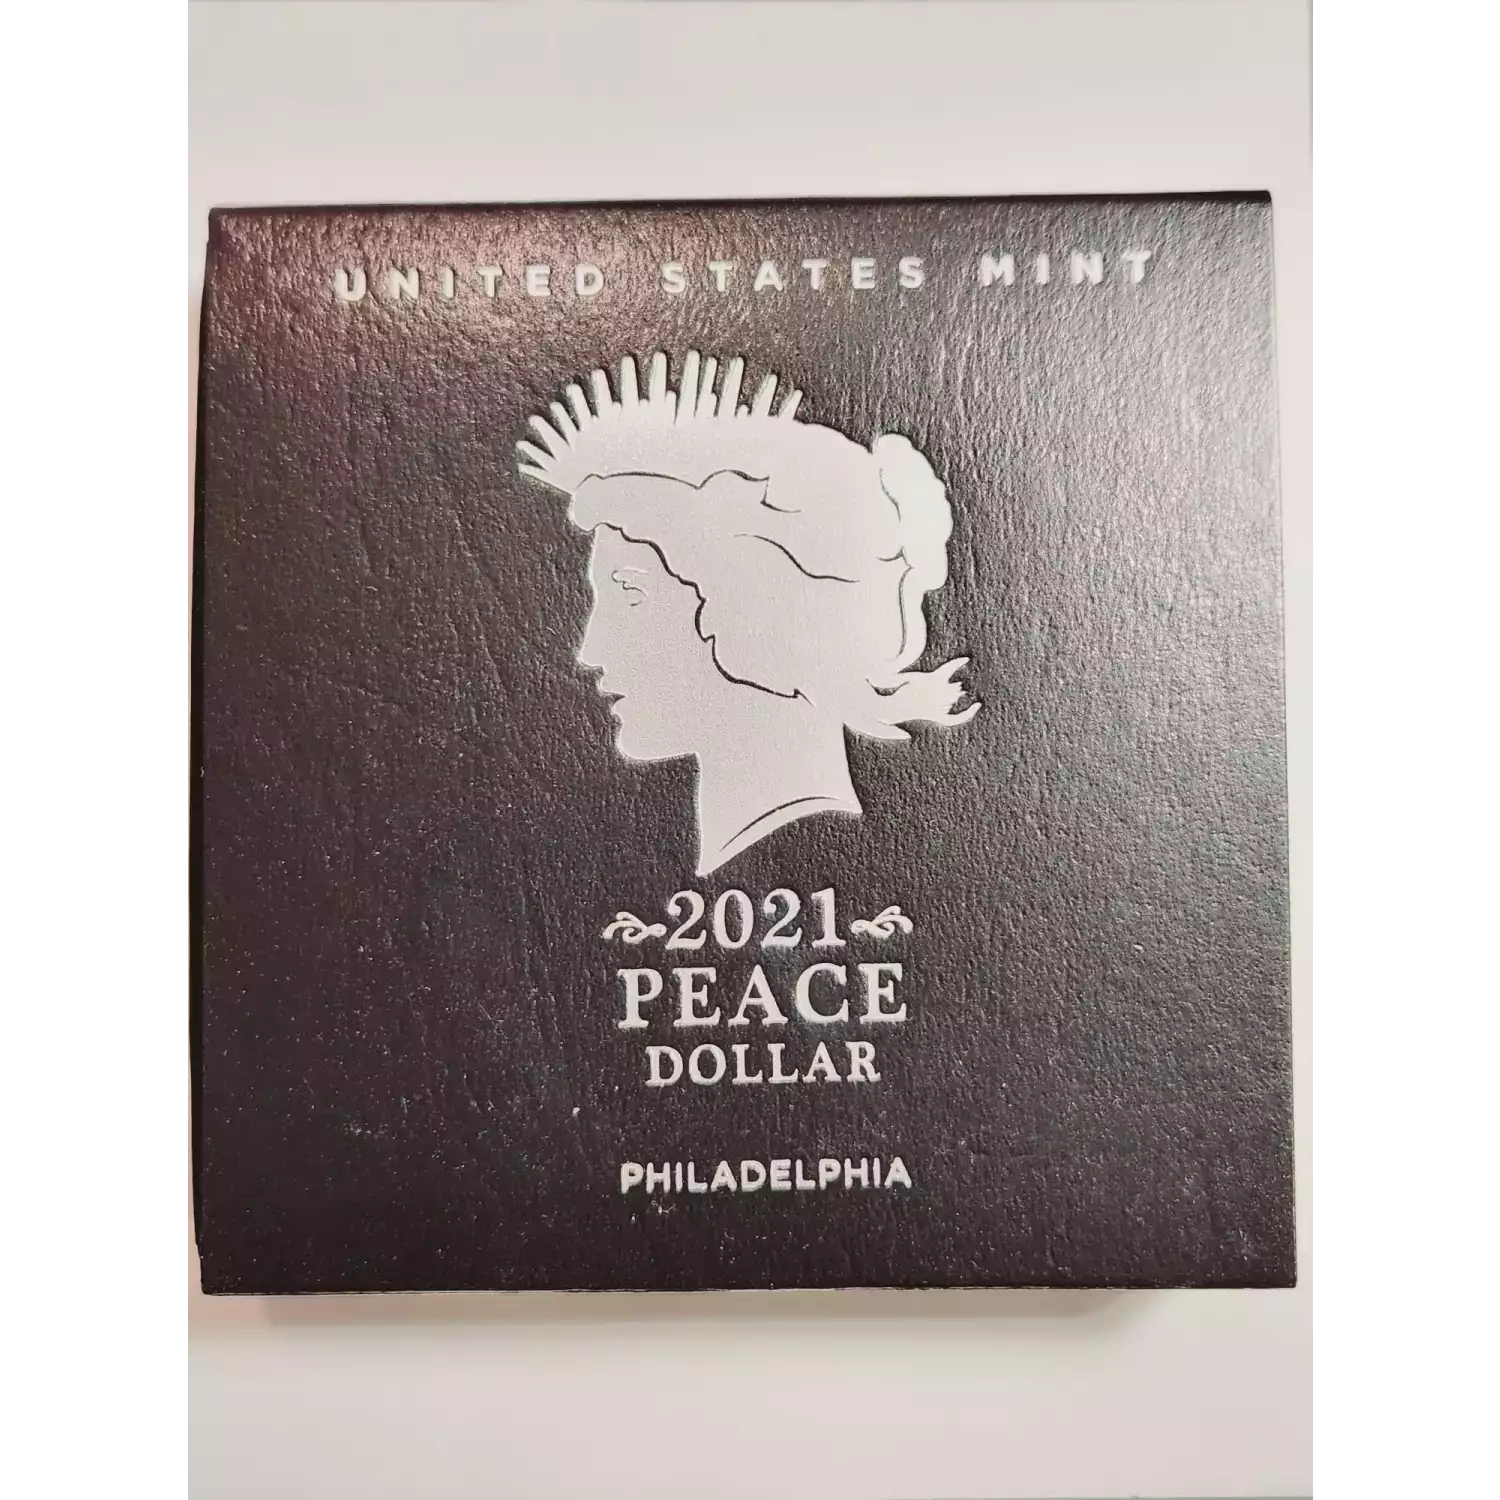 UNITED STATES MINT
2021
PEACE
DOLLAR
PHILADELPHIA